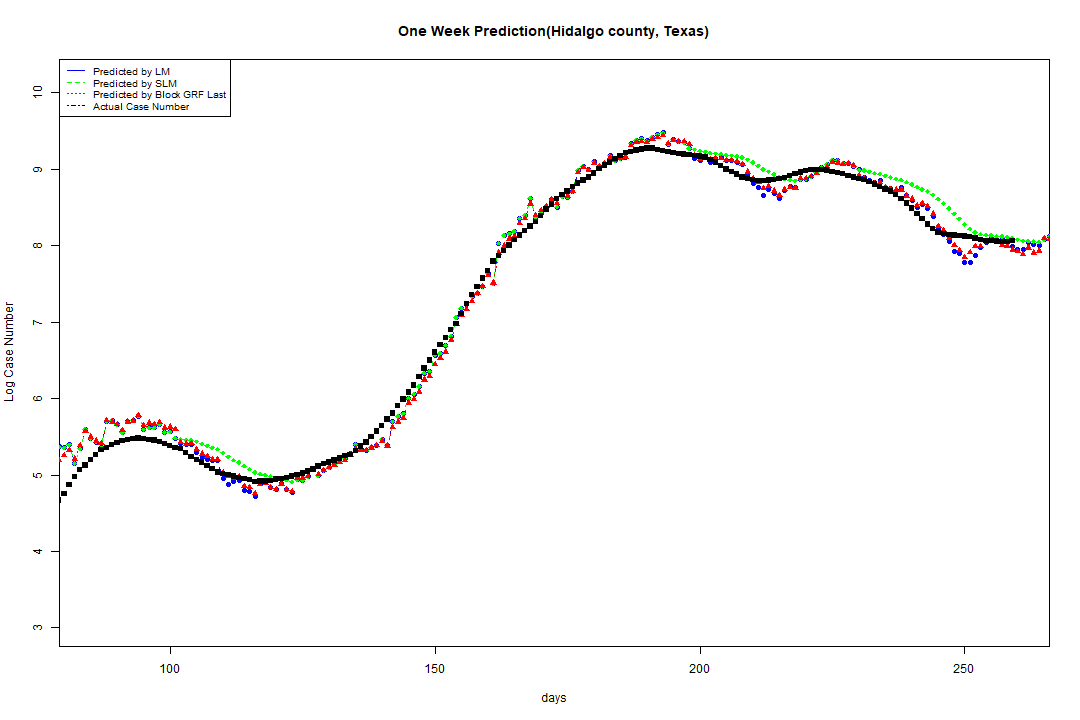 One Week Prediction(Hidalgo county, Texas)
Predicted by LM
Predicted by SLM
Predicted by Block GRF Last
Actual Case Number
10
9
8
7
6
5
4
3
Log Case Number
100
150
200
250
days